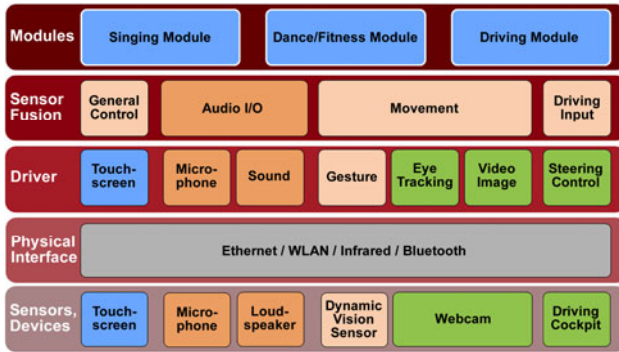 Modules
Singing Module
Dance/Fitness Module
Driving Module
Sensor
Fusion
General
Control
Audio I/O
Movement
Driving
Input
Driver
Touch-
screen
Micro-
phone
Sound
Gesture
Eye
Tracking
Video
Image
Steering
Control
Physical
Interface
Ethernet / WLAN / Infrared / Bluetooth
Sensors,
Devices
Touch-
screen
Micro-
phone
Loud-
speaker
Dynamic
Vision
Sensor
Webcam
Driving
Cockpit